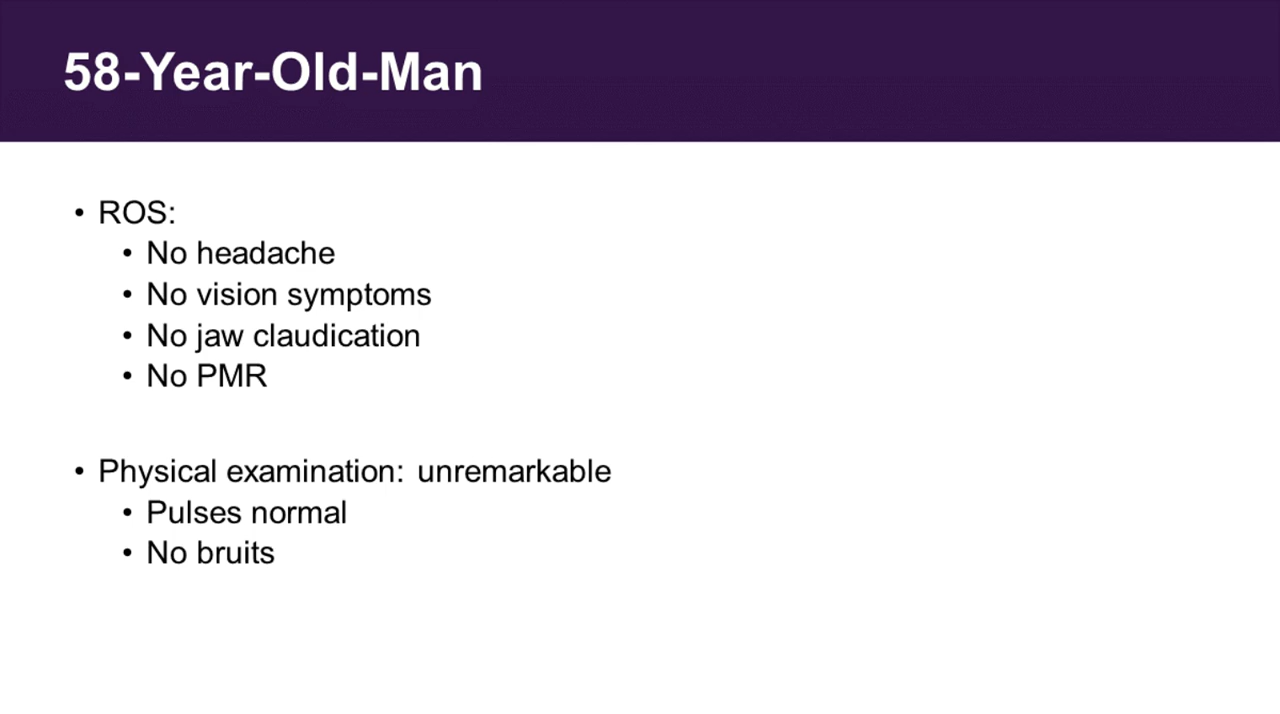 58-Year-Old-Man
• ROS:
• No headache
• No vision symptoms
• No jaw claudication
• No PMR
• Physical examination: unremarkable
• Pulses normal
• No bruits